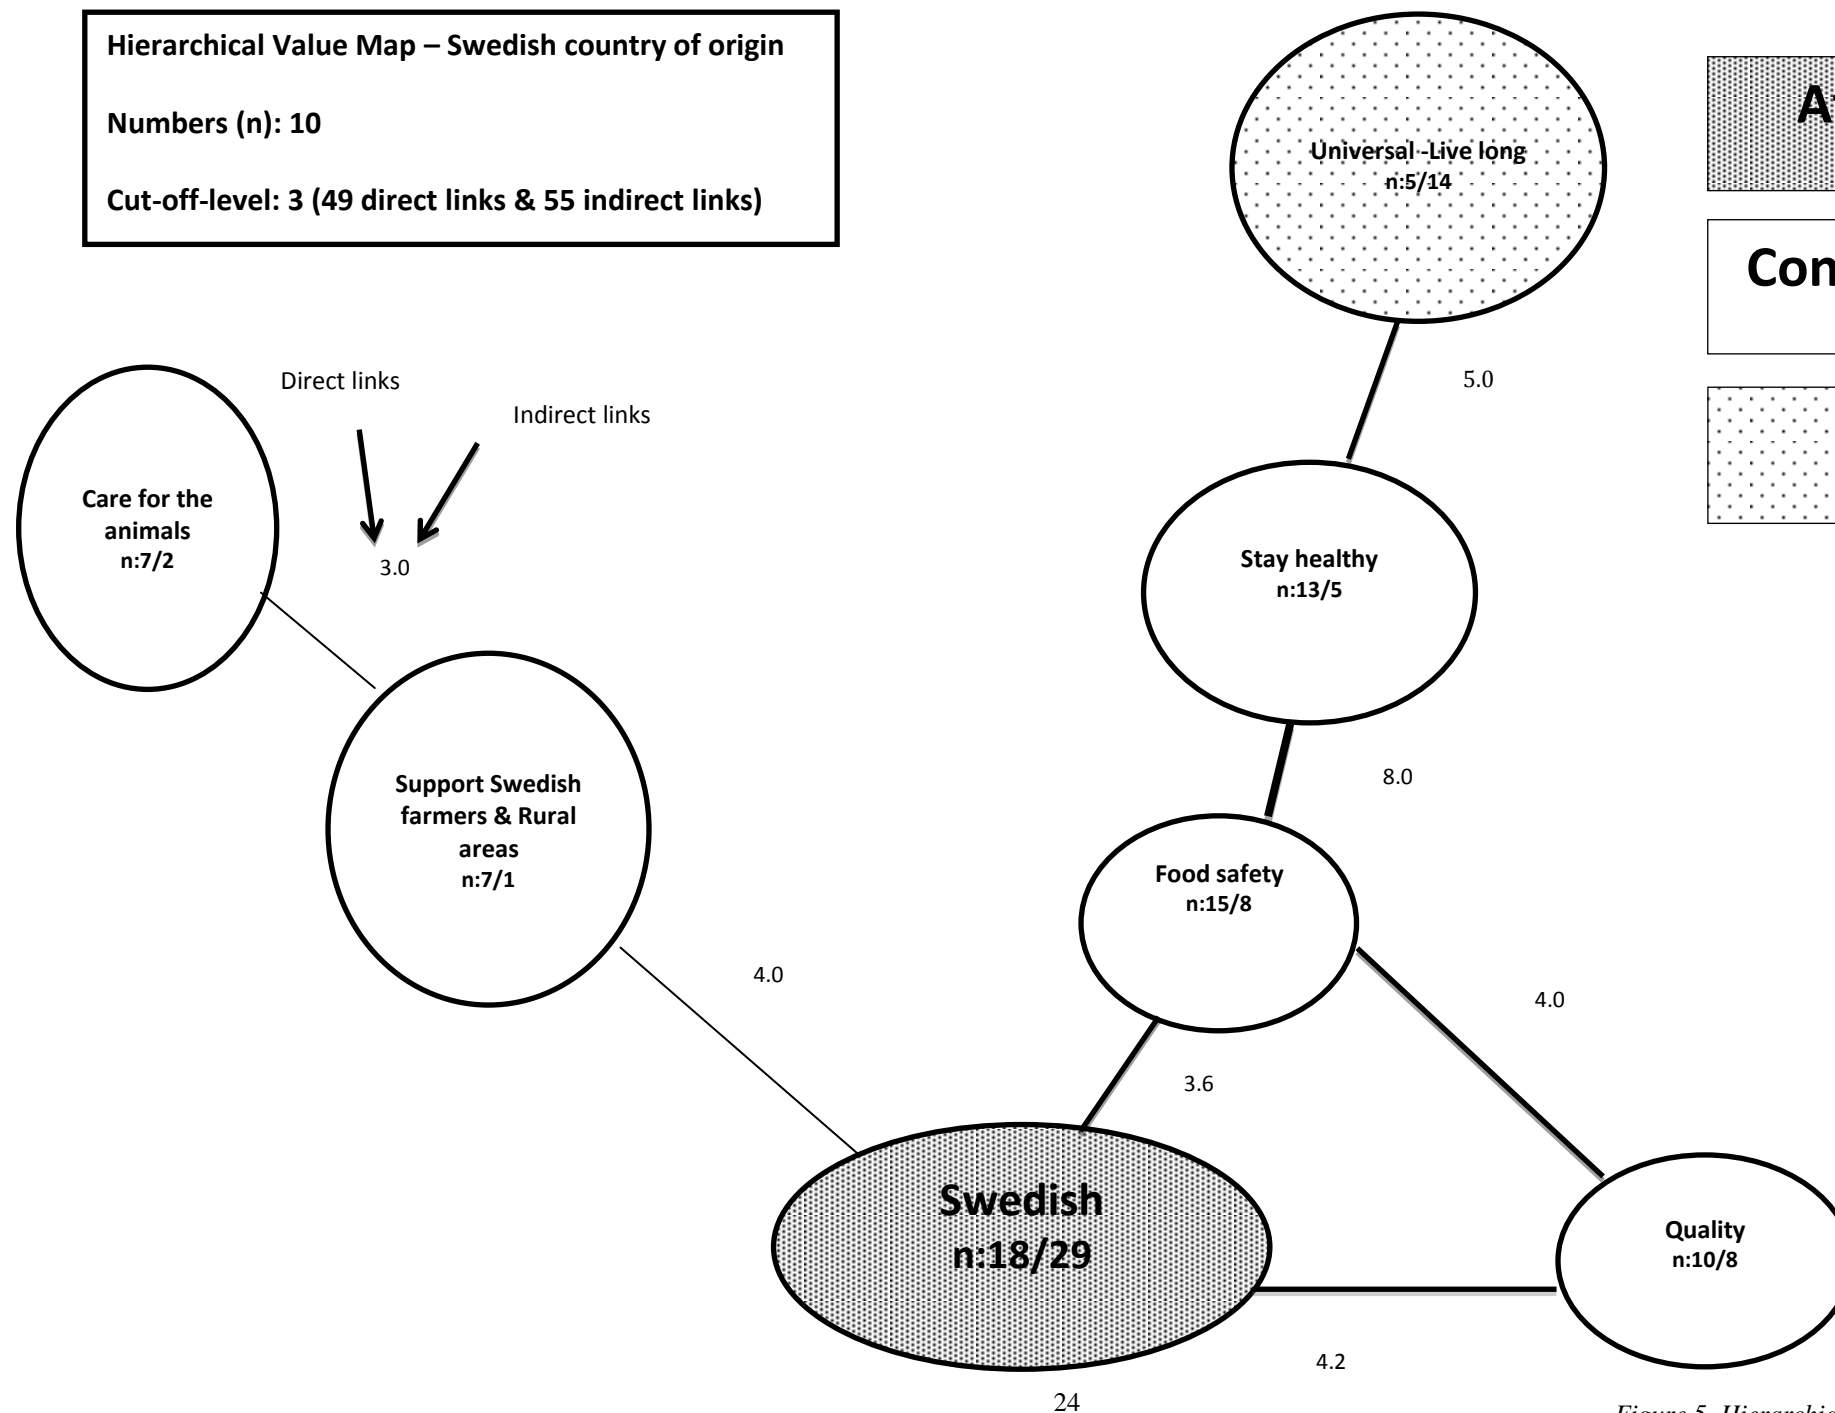 Hierarchical Value Map – Swedish country of origin
Numbers (n): 10
Cut-off-level: 3 (49 direct links & 55 indirect links)
Universal -Live long
n:5/14
5.0
Direct links
Indirect links
Care for the
animals
n:7/2
3.0
Stay healthy
n:13/5
8.0
Support Swedish
farmers & Rural
areas
n:7/1
Food safety
n:15/8
4.0
4.0
3.6
Swedish
n:18/29
Quality
n:10/8
4.2
24
Figure 5. Hierarchic